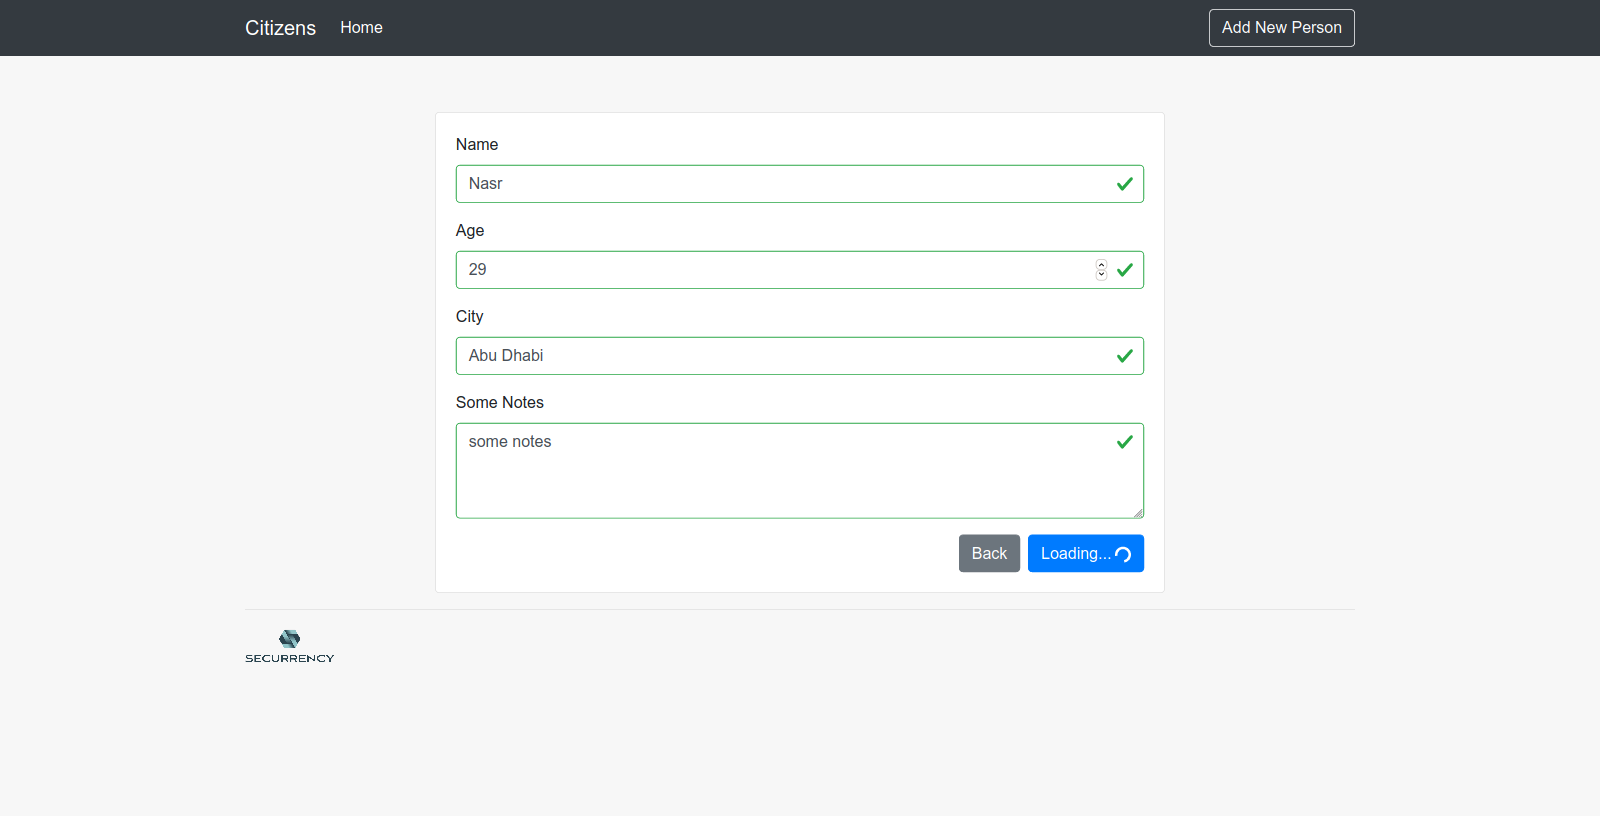 Citizens Home Add New Person
Name
Nasr
Age
29
City
Abu Dhabi
Some Notes
some notes
Back Loading...
SECURRENCY